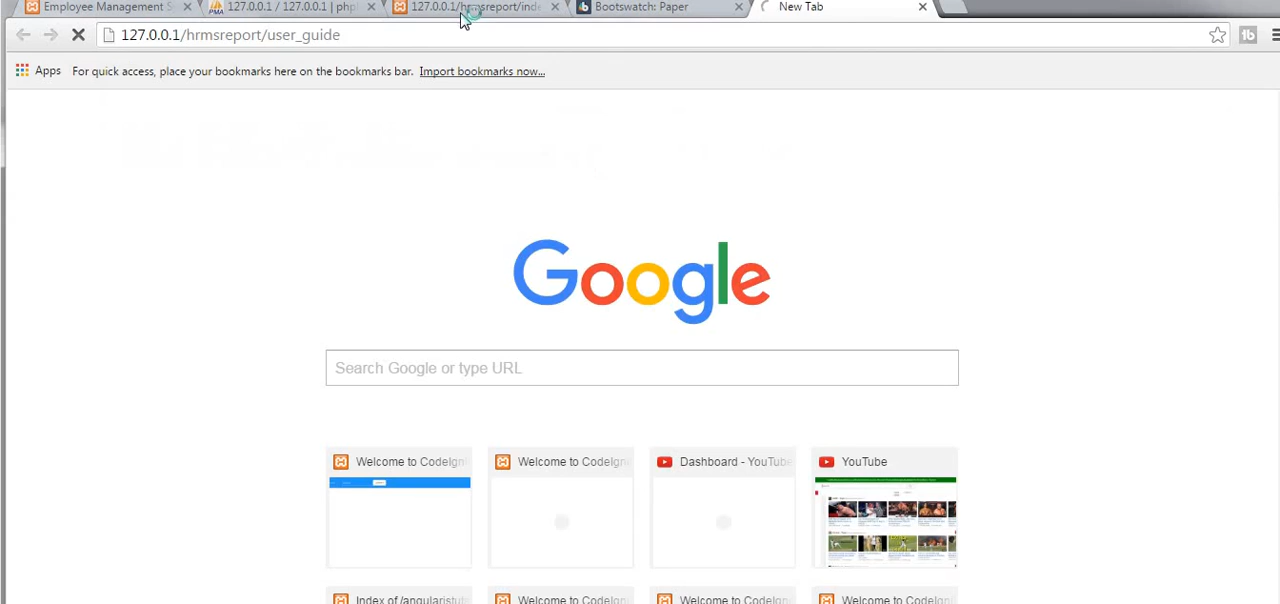 Employee Management S
127.0.0.1 / 127.0.0.1 | phpl
127.0.0.1/hrmsreport/inde
Bootswatch: Paper
New Tab
127.0.0.1/hrmsreport/user_guide
Apps
For quick access, place your bookmarks here on the bookmarks bar. Import bookmarks now...
Google
Search Google or type URL
Welcome to CodeIgn
Welcome to CodeIgn
Dashboard - YouTube
YouTube
Index of /angularjstut
Welcome to CodeIgn
Welcome to CodeIgn
Welcome to CodeIgn